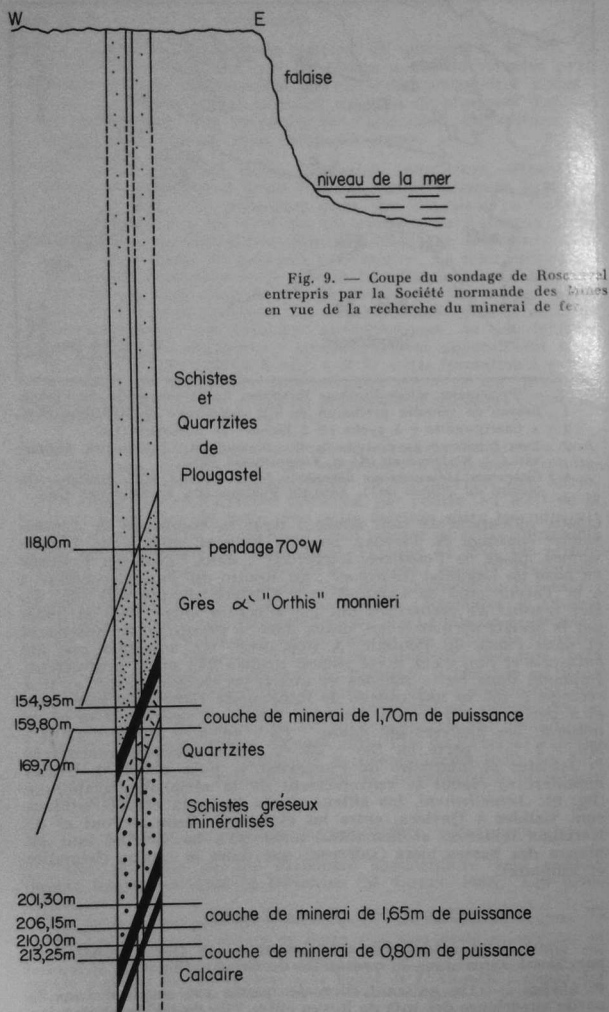 W
E
falaise
niveau de la mer
Fig. 9. — Coupe du sondage de
entrepris par la Société normande des
en vue de la recherche du minerai de
Schistes
et
Quartzites
de
Plougastel
118,10m
pendage 70°W
Grès à "Orthis" monnieri
154,95m
couche de minerai de 1,70m de puissance
159,80m
Quartzites
169,70m
Schistes gréseux
minéralisés
201,30m
couche de minerai de 1,65m de puissance
206,15m
210,00m
couche de minerai de 0,80m de puissance
213,25m
Calcaire